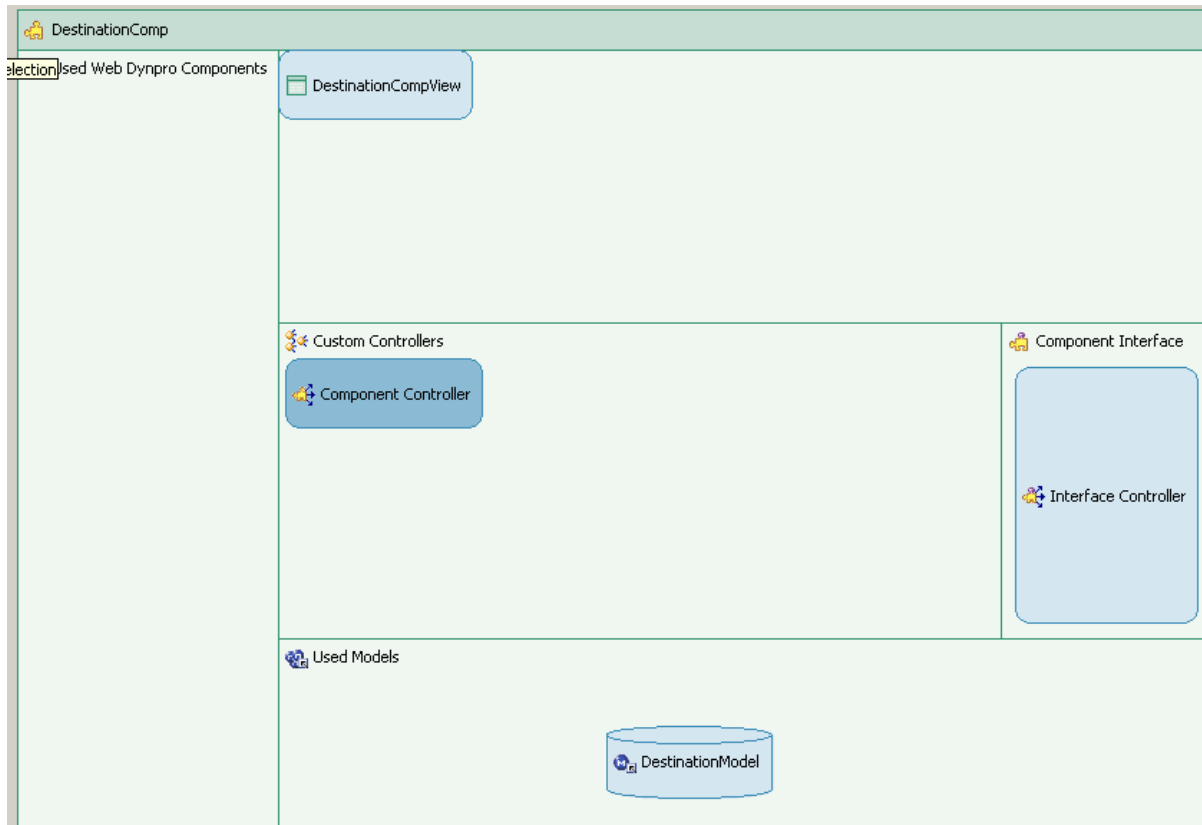 DestinationComp
election
Used Web Dynpro Components
DestinationCompView
Custom Controllers
Component Interface
Component Controller
Interface Controller
Used Models
DestinationModel